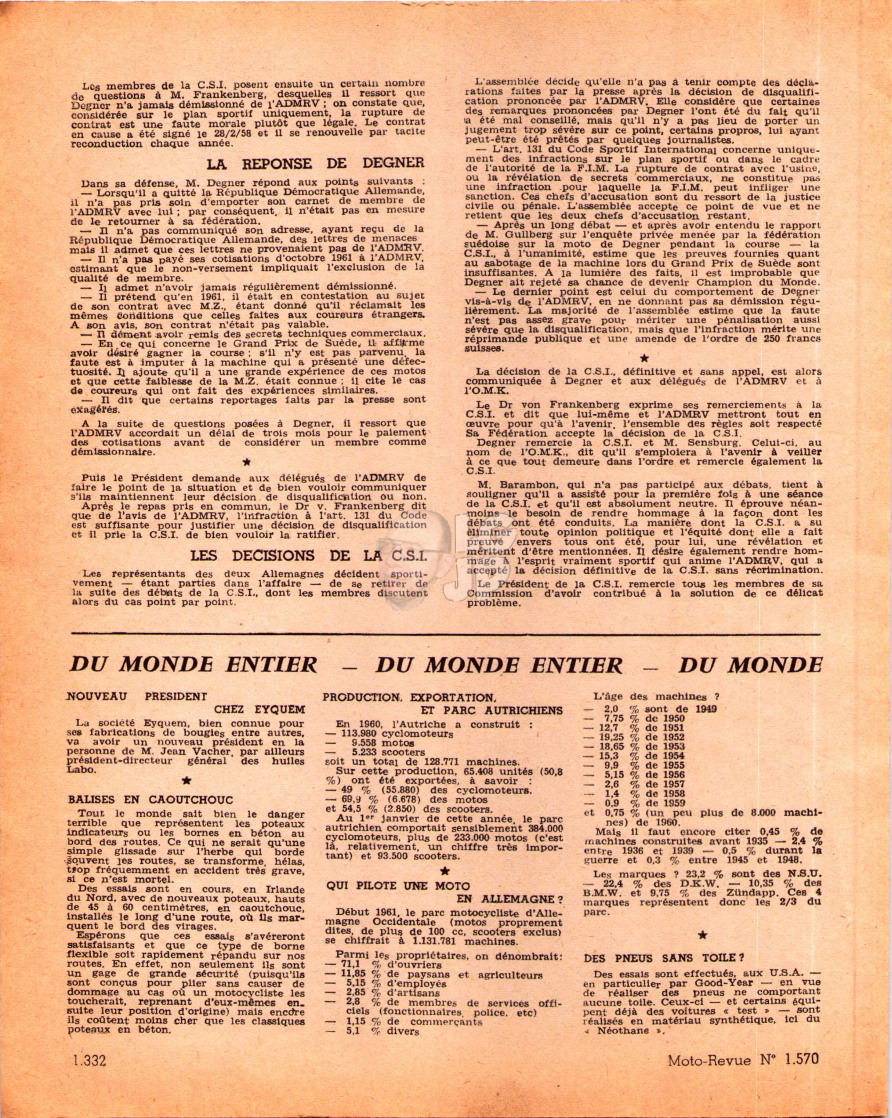 Les membres de la C.S.I. posent ensuite un certain nombre
de questions à M. Frankenberg, desquelles il ressort que
Degner n'a jamais démissionné de l'ADMRV ; on constate que,
considérée sur le plan sportif uniquement, la rupture de
contrat est une faute morale plutôt que légale. Le contrat
en cause a été signé le 28/2/58 et il se renouvelle par tacite
reconduction chaque année.
LA REPONSE DE DEGNER
Dans sa défense, M. Degner répond aux points suivants :
— Lorsqu'il a quitté la République Démocratique Allemande,
il n'a pas pris soin d'emporter son carnet de membre de
l'ADMRV avec lui ; par conséquent, il n'était pas en mesure
de le retourner à sa fédération.
— Il n'a pas communiqué son adresse, ayant reçu de la
République Démocratique Allemande, des lettres de menaces
mais il admet que ces lettres ne provenaient pas de l'ADMRV.
— Il n'a pas payé ses cotisations d'octobre 1961 à l'ADMRV,
estimant que le non-versement impliquait l'exclusion de la
qualité de membre.
— Il admet n'avoir jamais régulièrement démissionné.
— Il prétend qu'en 1961, il était en contestation au sujet
de son contrat avec M.Z., étant donné qu'il réclamait les
mêmes conditions que celles faites aux coureurs étrangers.
A son avis, son contrat n'était pas valable.
— Il dément avoir remis des secrets techniques commerciaux.
— En ce qui concerne le Grand Prix de Suède, il affirme
avoir désiré gagner la course ; s'il n'y est pas parvenu, la
faute est à imputer à la machine qui a présenté une défec-
tuosité. Il ajoute qu'il a une grande expérience de ces motos
et que cette faiblesse de la M.Z. était connue ; il cite le cas
de coureurs qui ont fait des expériences similaires.
— Il dit que certains reportages faits par la presse sont
exagérés.
A la suite de questions posées à Degner, il ressort que
l'ADMRV accordait un délai de trois mois pour le paiement
des cotisations avant de considérer un membre comme
démissionnaire.
★
Puis le Président demande aux délégués de l'ADMRV de
faire le point de la situation et de bien vouloir communiquer
s'ils maintiennent leur décision de disqualification ou non.
Après le repas pris en commun, le Dr v. Frankenberg dit
que de l'avis de l'ADMRV, l'infraction à l'art. 131 du Code
est suffisante pour justifier une décision de disqualification
et il prie la C.S.I. de bien vouloir la ratifier.
LES DECISIONS DE LA C.S.I.
Les représentants des deux Allemagnes décident sporti-
vement — étant parties dans l'affaire — de se retirer de
la suite des débats de la C.S.I., dont les membres discutent
alors du cas point par point.
L'assemblée décide qu'elle n'a pas à tenir compte des décla-
rations faites par la presse après la décision de disqualifi-
cation prononcée par l'ADMRV. Elle considère que certaines
des remarques prononcées par Degner l'ont été du fait qu'il
a été mal conseillé, mais qu'il n'y a pas lieu de porter un
jugement trop sévère sur ce point, certains propros, lui ayant
peut-être été prêtés par quelques journalistes.
— L'art. 131 du Code Sportif International concerne unique-
ment des infractions sur le plan sportif ou dans le cadre
de l'autorité de la F.I.M. La rupture de contrat avec l'usine,
ou la révélation de secrets commerciaux, ne constitue pas
une infraction pour laquelle la F.I.M. peut infliger une
sanction. Ces chefs d'accusation sont du ressort de la justice
civile ou pénale. L'assemblée accepte ce point de vue et ne
retient que les deux chefs d'accusation restant.
— Après un long débat — et après avoir entendu le rapport
de M. Gullberg sur l'enquête privée menée par la fédération
suédoise sur la moto de Degner pendant la course — la
C.S.I., à l'unanimité, estime que les preuves fournies quant
au sabotage de la machine lors du Grand Prix de Suède sont
insuffisantes. A la lumière des faits, il est improbable que
Degner ait rejeté sa chance de devenir Champion du Monde.
— Le dernier point est celui du comportement de Degner
vis-à-vis de l'ADMRV, en ne donnant pas sa démission régu-
lièrement. La majorité de l'assemblée estime que la faute
n'est pas assez grave pour mériter une pénalisation aussi
sévère que la disqualification, mais que l'infraction mérite une
réprimande publique et une amende de l'ordre de 250 francs
suisses.
★
La décision de la C.S.I., définitive et sans appel, est alors
communiquée à Degner et aux délégués de l'ADMRV et à
l'O.M.K.
Le Dr von Frankenberg exprime ses remerciements à la
C.S.I. et dit que lui-même et l'ADMRV mettront tout en
œuvre pour qu'à l'avenir, l'ensemble des règles soit respecté
Sa Fédération accepte la décision de la C.S.I.
Degner remercie la C.S.I. et M. Sensburg. Celui-ci, au
nom de l'O.M.K., dit qu'il s'emploiera à l'avenir à veiller
à ce que tout demeure dans l'ordre et remercie également la
C.S.I.
M. Barambon, qui n'a pas participé aux débats, tient à
souligner qu'il a assisté pour la première fois à une séance
de la C.S.I. et qu'il est absolument neutre. Il éprouve néan-
moins le besoin de rendre hommage à la façon dont les
débats ont été conduits. La manière dont la C.S.I. a su
éliminer toute opinion politique et l'équité dont elle a fait
preuve envers tous ont été, pour lui, une révélation et
méritent d'être mentionnées. Il désire également rendre hom-
mage à l'esprit vraiment sportif qui anime l'ADMRV, qui a
accepté la décision définitive de la C.S.I. sans récrimination.
Le Président de la C.S.I. remercie tous les membres de sa
Commission d'avoir contribué à la solution de ce délicat
problème.
DU MONDE ENTIER — DU MONDE ENTIER — DU MONDE
NOUVEAU PRESIDENT
CHEZ EYQUEM
La société Eyquem, bien connue pour
ses fabrications de bougies entre autres,
va avoir un nouveau président en la
personne de M. Jean Vacher, par ailleurs
président-directeur général des huiles
Labo.
★
BALISES EN CAOUTCHOUC
Tout le monde sait bien le danger
terrible que représentent les poteaux
indicateurs ou les bornes en béton au
bord des routes. Ce qui ne serait qu'une
simple glissade sur l'herbe qui borde
souvent les routes, se transforme, hélas,
trop fréquemment en accident très grave,
si ce n'est mortel.
Des essais sont en cours, en Irlande
du Nord, avec de nouveaux poteaux, hauts
de 45 à 60 centimètres, en caoutchouc,
installés le long d'une route, où ils mar-
quent le bord des virages.
Espérons que ces essais s'avéreront
satisfaisants et que ce type de borne
flexible soit rapidement répandu sur nos
routes. En effet, non seulement ils sont
un gage de grande sécurité (puisqu'ils
sont conçus pour plier sans causer de
dommage au cas où un motocycliste les
toucherait, reprenant d'eux-mêmes en-
suite leur position d'origine) mais encore
ils coûtent moins cher que les classiques
poteaux en béton.
PRODUCTION, EXPORTATION,
ET PARC AUTRICHIENS
En 1960, l'Autriche a construit :
— 113.980 cyclomoteurs
— 9.558 motos
— 5.233 scooters
soit un total de 128.771 machines.
Sur cette production, 65.408 unités (50,8
%) ont été exportées, à savoir :
— 49 % (55.880) des cyclomoteurs.
— 69,9 % (6.678) des motos
et 54,5 % (2.850) des scooters.
Au 1er janvier de cette année, le parc
autrichien comportait sensiblement 384.000
cyclomoteurs, plus de 233.000 motos (c'est
là, relativement, un chiffre très impor-
tant) et 93.500 scooters.
★
QUI PILOTE UNE MOTO
EN ALLEMAGNE ?
Début 1961, le parc motocycliste d'Alle-
magne Occidentale (motos proprement
dites, de plus de 100 cc, scooters exclus)
se chiffrait à 1.131.781 machines.
Parmi les propriétaires, on dénombrait:
— 71,1 % d'ouvriers
— 11,85 % de paysans et agriculteurs
— 5,15 % d'employés
— 2,85 % d'artisans
— 2,8 % de membres de services offi-
ciels (fonctionnaires, police, etc)
— 1,15 % de commerçants
— 5,1 % divers
L'âge des machines ?
— 2,0 % sont de 1949
— 7,75 % de 1950
— 12,7 % de 1951
— 19,25 % de 1952
— 18,65 % de 1953
— 15,3 % de 1954
— 9,9 % de 1955
— 5,15 % de 1956
— 2,6 % de 1957
— 1,4 % de 1958
— 0,9 % de 1959
et 0,75 % (un peu plus de 8.000 machi-
nes) de 1960.
Mais il faut encore citer 0,45 % de
machines construites avant 1935 — 2.4 %
entre 1936 et 1939 — 0,5 % durant la
guerre et 0,3 % entre 1945 et 1948.
Les marques ? 23,2 % sont des N.S.U.
— 22,4 % des D.K.W. — 10,35 % des
B.M.W. et 9,75 % des Zündapp. Ces 4
marques représentent donc les 2/3 du
parc.
★
DES PNEUS SANS TOILE ?
Des essais sont effectués, aux U.S.A. —
en particulier par Good-Year — en vue
de réaliser des pneus ne comportant
aucune toile. Ceux-ci — et certains équi-
pent déjà des voitures « test » — sont
réalisés en matériau synthétique, ici du
« Néothane ».
1.332
Moto-Revue N° 1.570